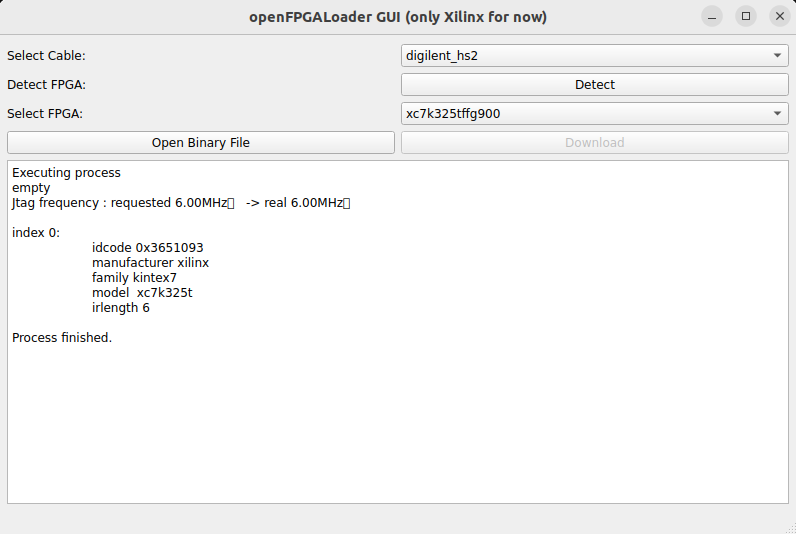 openFPGALoader GUI (only Xilinx for now)
Select Cable: digilent_hs2
Detect FPGA: Detect
Select FPGA: xc7k325tffg900
Open Binary File Download
Executing process
empty
Jtag frequency : requested 6.00MHz -> real 6.00MHz
index 0:
idcode 0x3651093
manufacturer xilinx
family kintex7
model xc7k325t
irlength 6
Process finished.